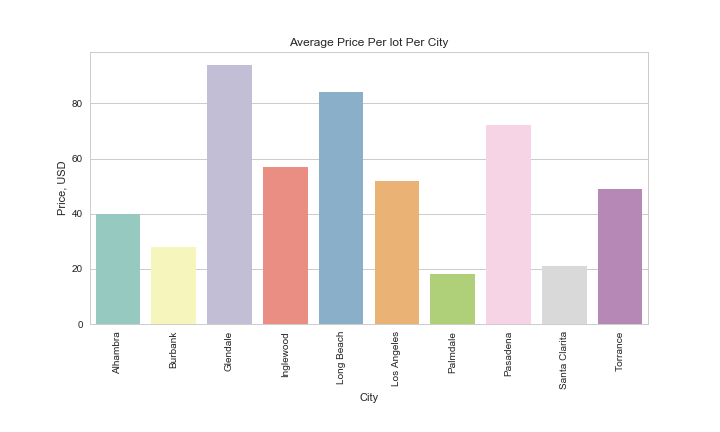 Average Price Per lot Per City
Price, USD
80
60
40
20
0
Alhambra
Burbank
Glendale
Inglewood
Long Beach
Los Angeles
Palmdale
Pasadena
Santa Clarita
Torrance
City